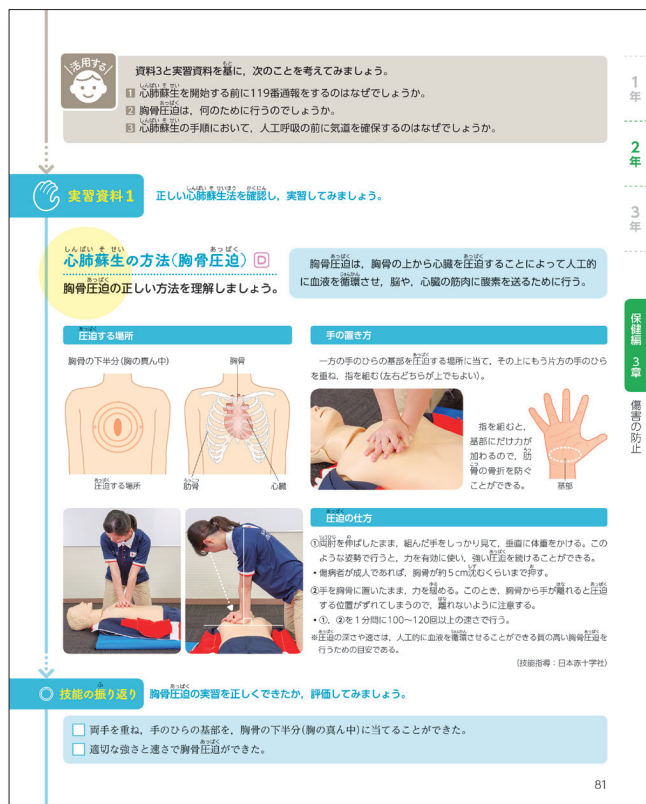 活用する
資料3と実習資料を基に，次のことを考えてみましょう。
1 心肺蘇生を開始する前に119番通報をするのはなぜでしょうか。
2 胸骨圧迫は，何のために行うのでしょうか。
3 心肺蘇生の手順において，人工呼吸の前に気道を確保するのはなぜでしょうか。
1年
2年
3年
実習資料1
正しい心肺蘇生法を確認し，実習してみましょう。
心肺蘇生の方法（胸骨圧迫） D
胸骨圧迫の正しい方法を理解しましょう。
胸骨圧迫は，胸骨の上から心臓を圧迫することによって人工的
に血液を循環させ，脳や，心臓の筋肉に酸素を送るために行う。
保健編 3章 傷害の防止
圧迫する場所
胸骨の下半分（胸の真ん中）
胸骨
圧迫する場所
肋骨
心臓
手の置き方
一方の手のひらの基部を圧迫する場所に当て，その上にもう片方の手のひら
を重ね，指を組む（左右どちらが上でもよい）。
指を組むと，
基部にだけ力が
加わるので，肋
骨の骨折を防ぐ
ことができる。
基部
圧迫の仕方
①両肘を伸ばしたまま，組んだ手をしっかり見て，垂直に体重をかける。この
ような姿勢で行うと，力を有効に使い，強い圧迫を続けることができる。
・傷病者が成人であれば，胸骨が約5cm沈むくらいまで押す。
②手を胸骨に置いたまま，力を緩める。このとき，胸骨から手が離れると圧迫
する位置がずれてしまうので，離れないように注意する。
・①，②を1分間に100～120回以上の速さで行う。
※圧迫の深さや速さは，人工的に血液を循環させることができる質の高い胸骨圧迫を
行うための目安である。
（技能指導：日本赤十字社）
技能の振り返り
胸骨圧迫の実習を正しくできたか，評価してみましょう。
両手を重ね，手のひらの基部を，胸骨の下半分（胸の真ん中）に当てることができた。
適切な強さと速さで胸骨圧迫ができた。
81